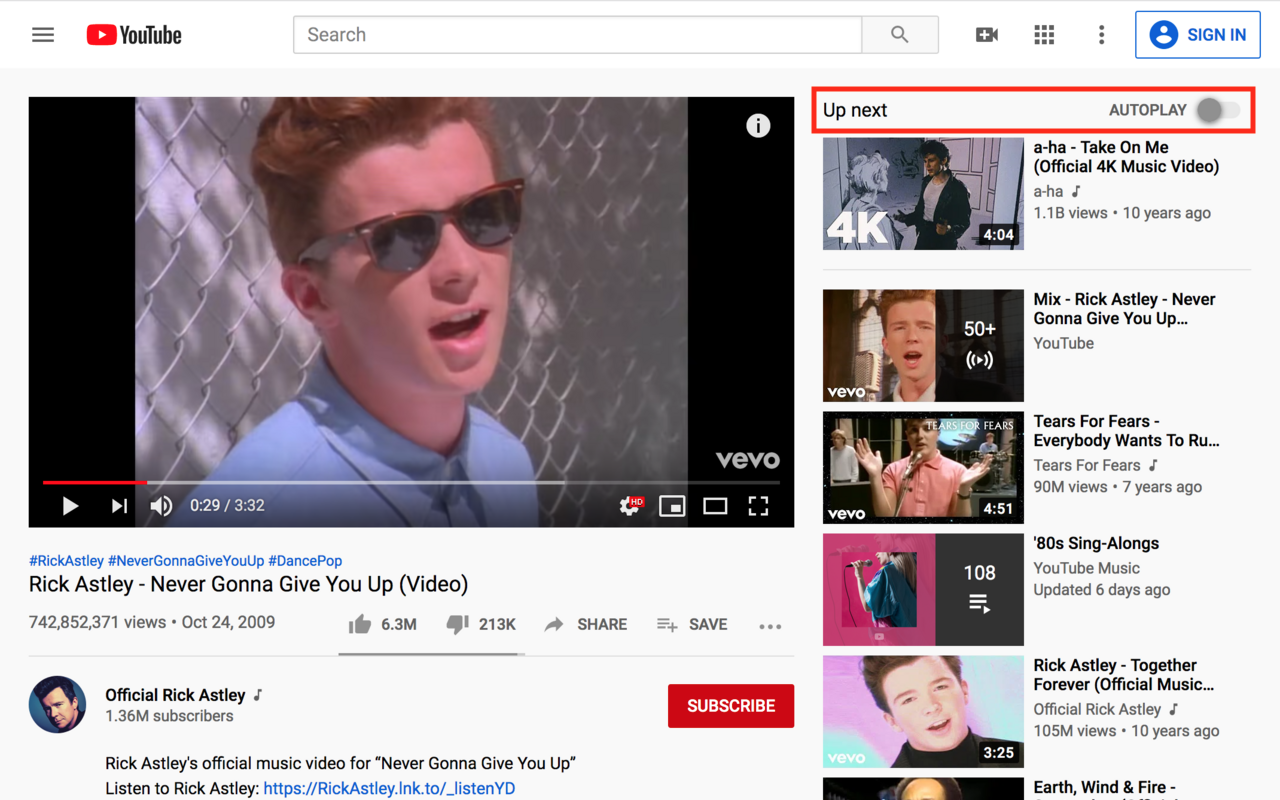 YouTube
Search
SIGN IN
vevo
0:29 / 3:32
HD
#RickAstley #NeverGonnaGiveYouUp #DancePop
Rick Astley - Never Gonna Give You Up (Video)
742,852,371 views • Oct 24, 2009
6.3M
213K
SHARE
SAVE
Official Rick Astley
1.36M subscribers
SUBSCRIBE
Rick Astley's official music video for “Never Gonna Give You Up”
Listen to Rick Astley: https://RickAstley.lnk.to/_listenYD
Up next
AUTOPLAY
4K
4:04
a-ha - Take On Me
(Official 4K Music Video)
a-ha
1.1B views • 10 years ago
50+
vevo
Mix - Rick Astley - Never
Gonna Give You Up...
YouTube
TEARS FOR FEARS
vevo
4:51
Tears For Fears -
Everybody Wants To Ru...
Tears For Fears
90M views • 7 years ago
108
'80s Sing-Alongs
YouTube Music
Updated 6 days ago
vevo
3:25
Rick Astley - Together
Forever (Official Music...
Official Rick Astley
105M views • 10 years ago
Earth, Wind & Fire -